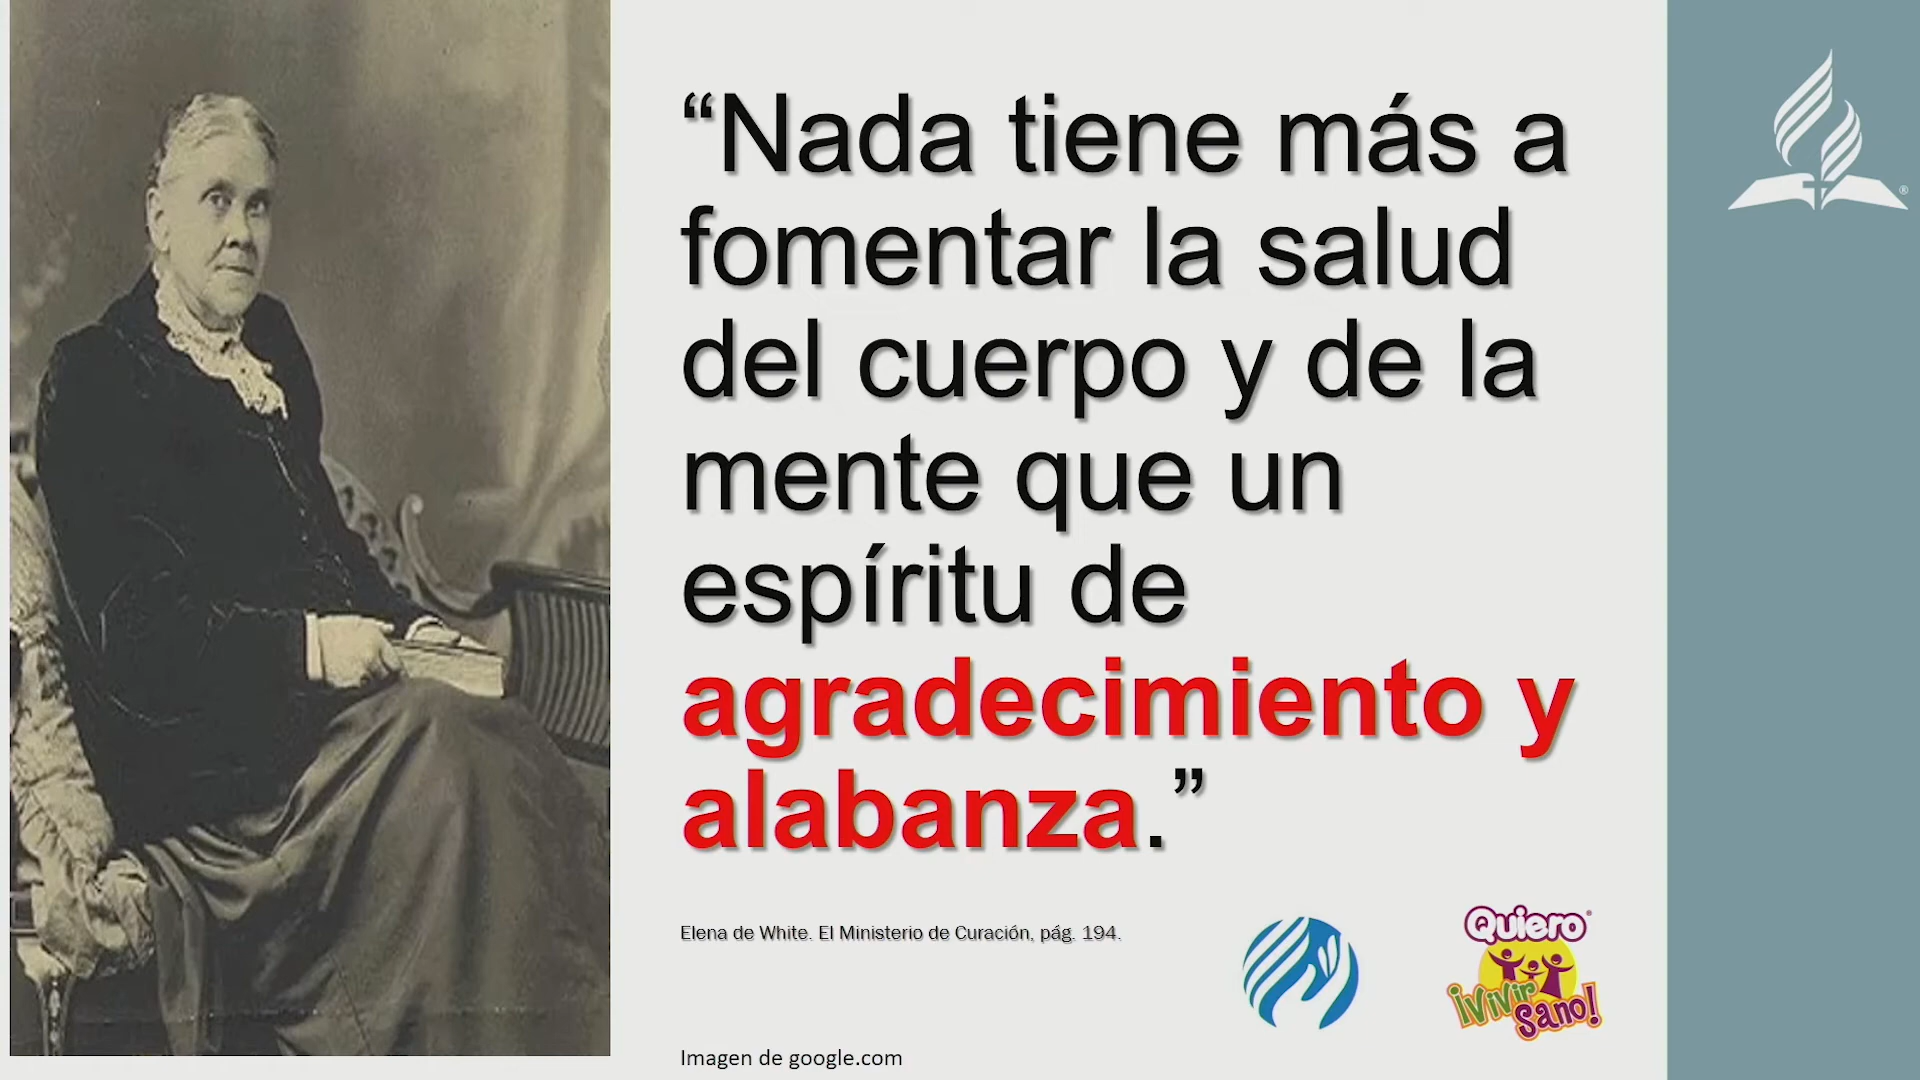 “Nada tiene más a
fomentar la salud
del cuerpo y de la
mente que un
espíritu de
agradecimiento y
alabanza.”
Elena de White. El Ministerio de Curación, pág. 194.
Quiero
¡Vivir
Sano!
Imagen de google.com